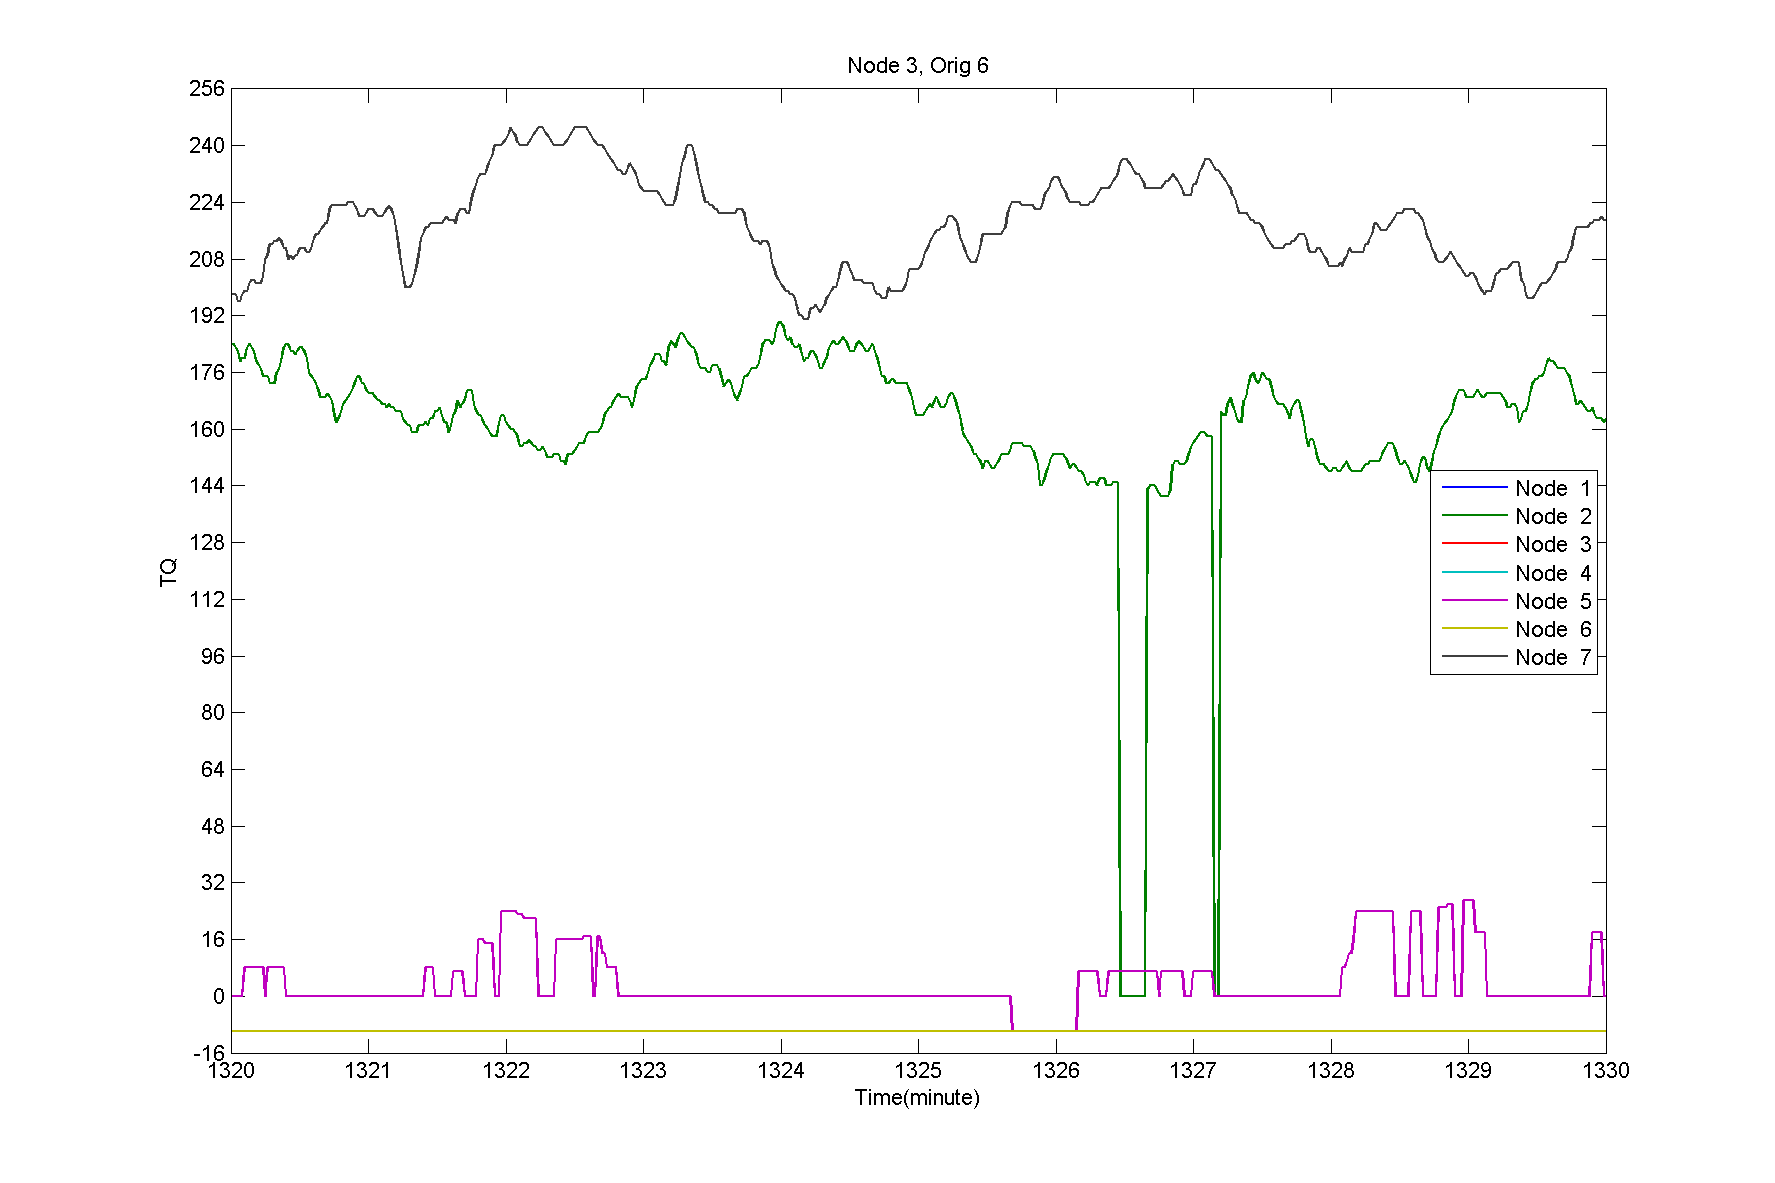 Node 3, Orig 6
256
240
224
208
192
176
160
144
128
112
96
80
64
48
32
16
0
-16
TQ
Node 1
Node 2
Node 3
Node 4
Node 5
Node 6
Node 7
1320 1321 1322 1323 1324 1325 1326 1327 1328 1329 1330
Time(minute)